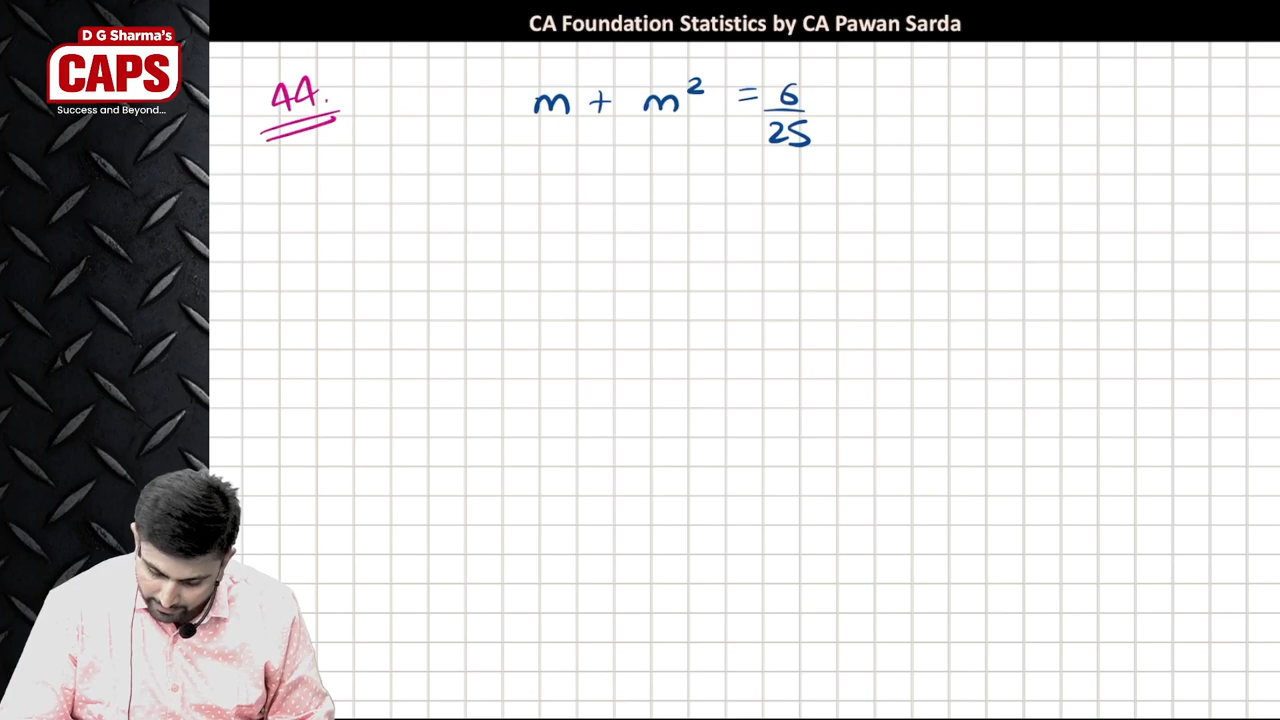 CA Foundation Statistics by CA Pawan Sarda
D G Sharma's
CAPS
Success and Beyond...
44. m + m² = 6/25